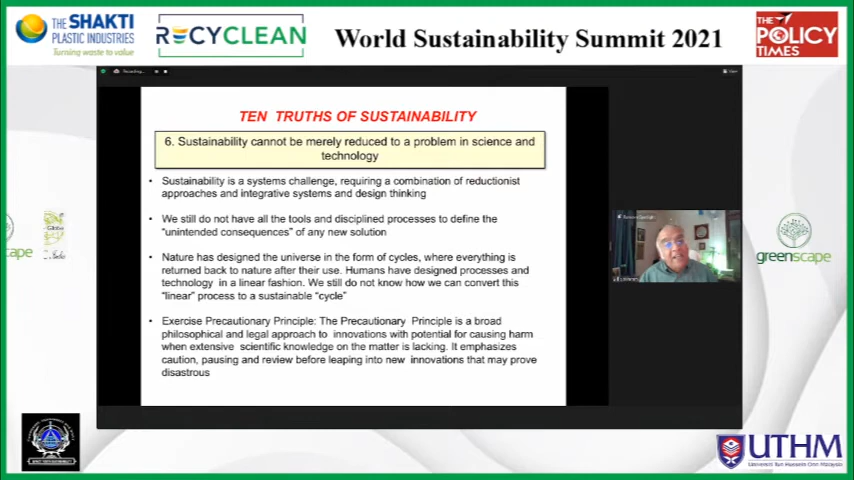 THE SHAKTI
PLASTIC INDUSTRIES
Turning waste to value
RECYCLEAN
World Sustainability Summit 2021
THE
POLICY
TIMES
Recording...
View
TEN TRUTHS OF SUSTAINABILITY
6. Sustainability cannot be merely reduced to a problem in science and
technology
• Sustainability is a systems challenge, requiring a combination of reductionist
approaches and integrative systems and design thinking
• We still do not have all the tools and disciplined processes to define the
“unintended consequences” of any new solution
• Nature has designed the universe in the form of cycles, where everything is
returned back to nature after their use. Humans have designed processes and
technology in a linear fashion. We still do not know how we can convert this
“linear” process to a sustainable “cycle”
• Exercise Precautionary Principle: The Precautionary Principle is a broad
philosophical and legal approach to innovations with potential for causing harm
when extensive scientific knowledge on the matter is lacking. It emphasizes
caution, pausing and review before leaping into new innovations that may prove
disastrous
scape
greenscape
UTHM
Universiti Tun Hussein Onn Malaysia